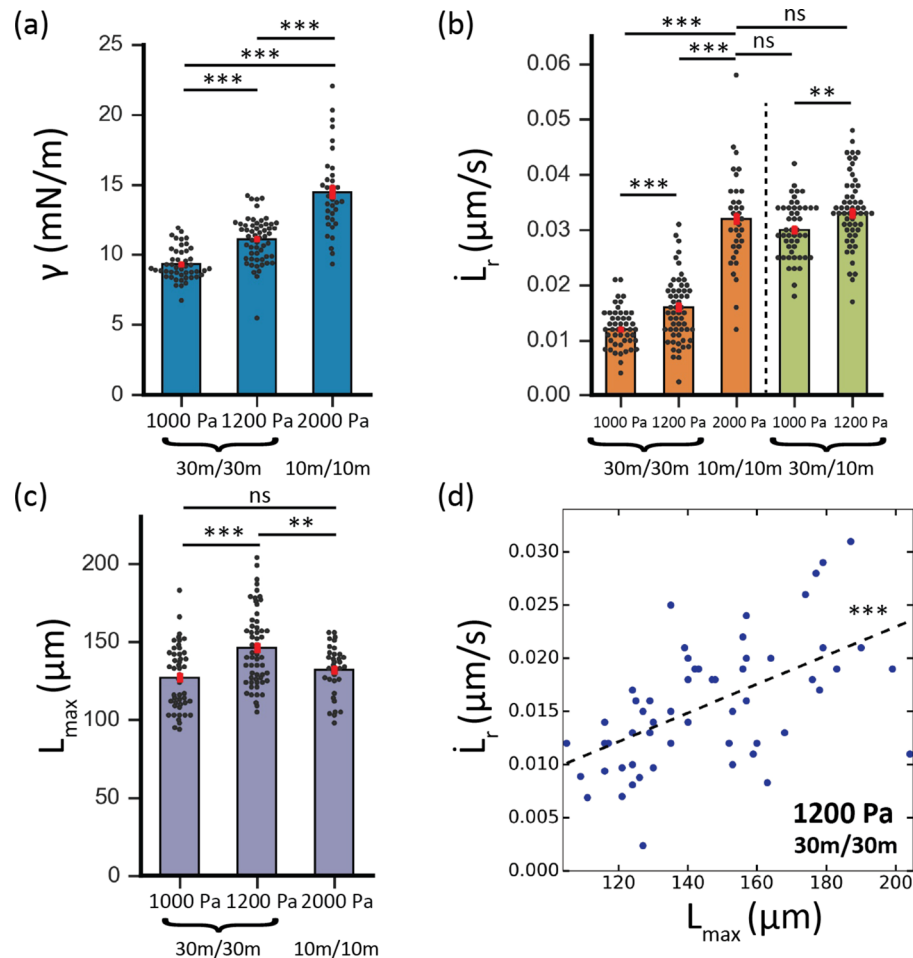 (a)
γ (mN/m)
25
20
15
10
5
0
***
***
***
1000 Pa 1200 Pa 2000 Pa
30m/30m 10m/10m
(b)
L̇r (μm/s)
0.06
0.05
0.04
0.03
0.02
0.01
0.00
ns
***
ns
***
**
***
1000 Pa 1200 Pa 2000 Pa 1000 Pa 1200 Pa
30m/30m 10m/10m 30m/10m
(c)
Lmax (μm)
200
150
100
50
0
ns
***
**
1000 Pa 1200 Pa 2000 Pa
30m/30m 10m/10m
(d)
L̇r (μm/s)
0.030
0.025
0.020
0.015
0.010
0.005
0.000
***
1200 Pa
30m/30m
120 140 160 180 200
Lmax (μm)